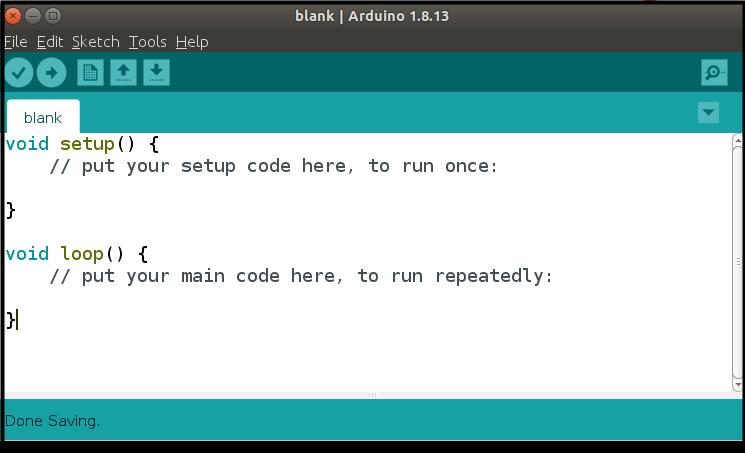 blank | Arduino 1.8.13
File Edit Sketch Tools Help
blank
void setup() {
    // put your setup code here, to run once:
}
void loop() {
    // put your main code here, to run repeatedly:
}
Done Saving.